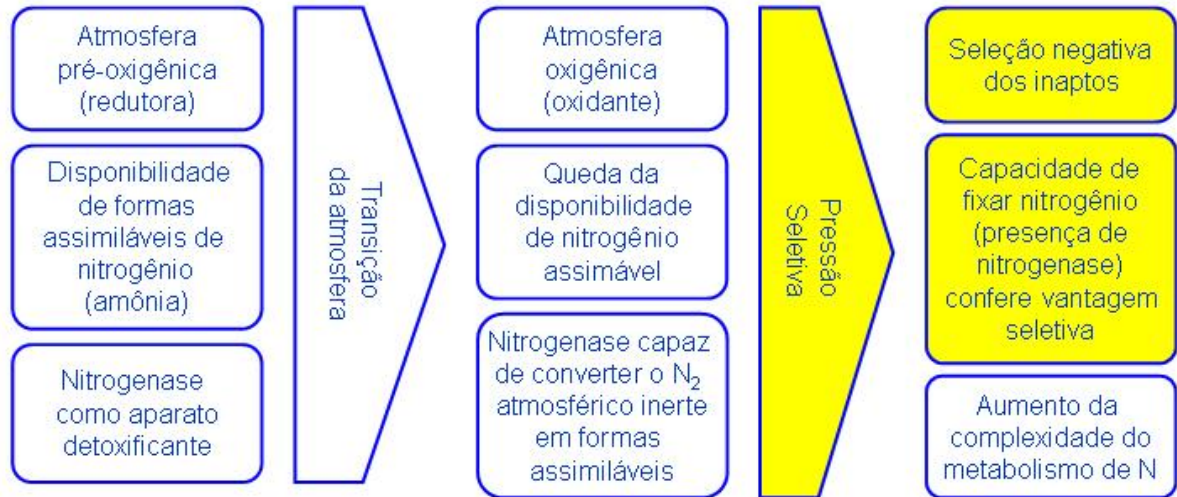 Atmosfera
pré-oxigênica
(redutora)
Disponibilidade
de formas
assimiláveis de
nitrogênio
(amônia)
Nitrogenase
como aparato
detoxificante
Transição
da atmosfera
Atmosfera
oxigênica
(oxidante)
Queda da
disponibilidade
de nitrogênio
assimável
Nitrogenase capaz
de converter o N₂
atmosférico inerte
em formas
assimiláveis
Pressão
Seletiva
Seleção negativa
dos inaptos
Capacidade de
fixar nitrogênio
(presença de
nitrogenase)
confere vantagem
seletiva
Aumento da
complexidade do
metabolismo de N